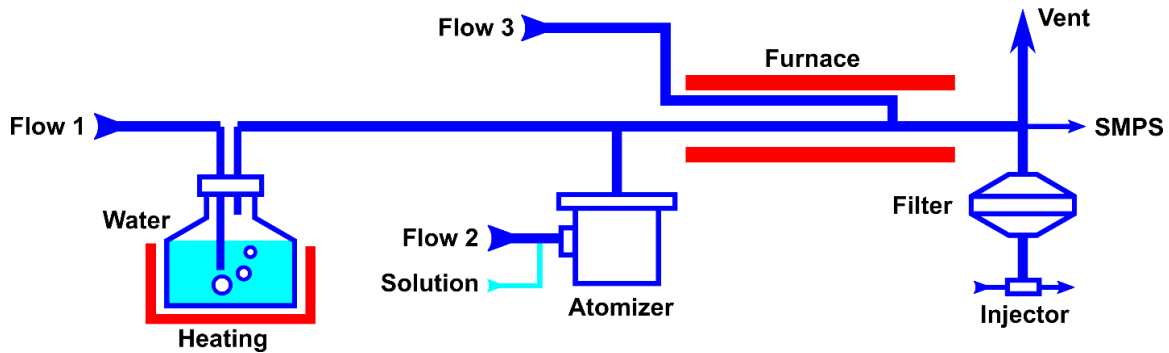 Flow 3
Vent
Furnace
Flow 1
SMPS
Water
Filter
Flow 2
Solution
Atomizer
Injector
Heating